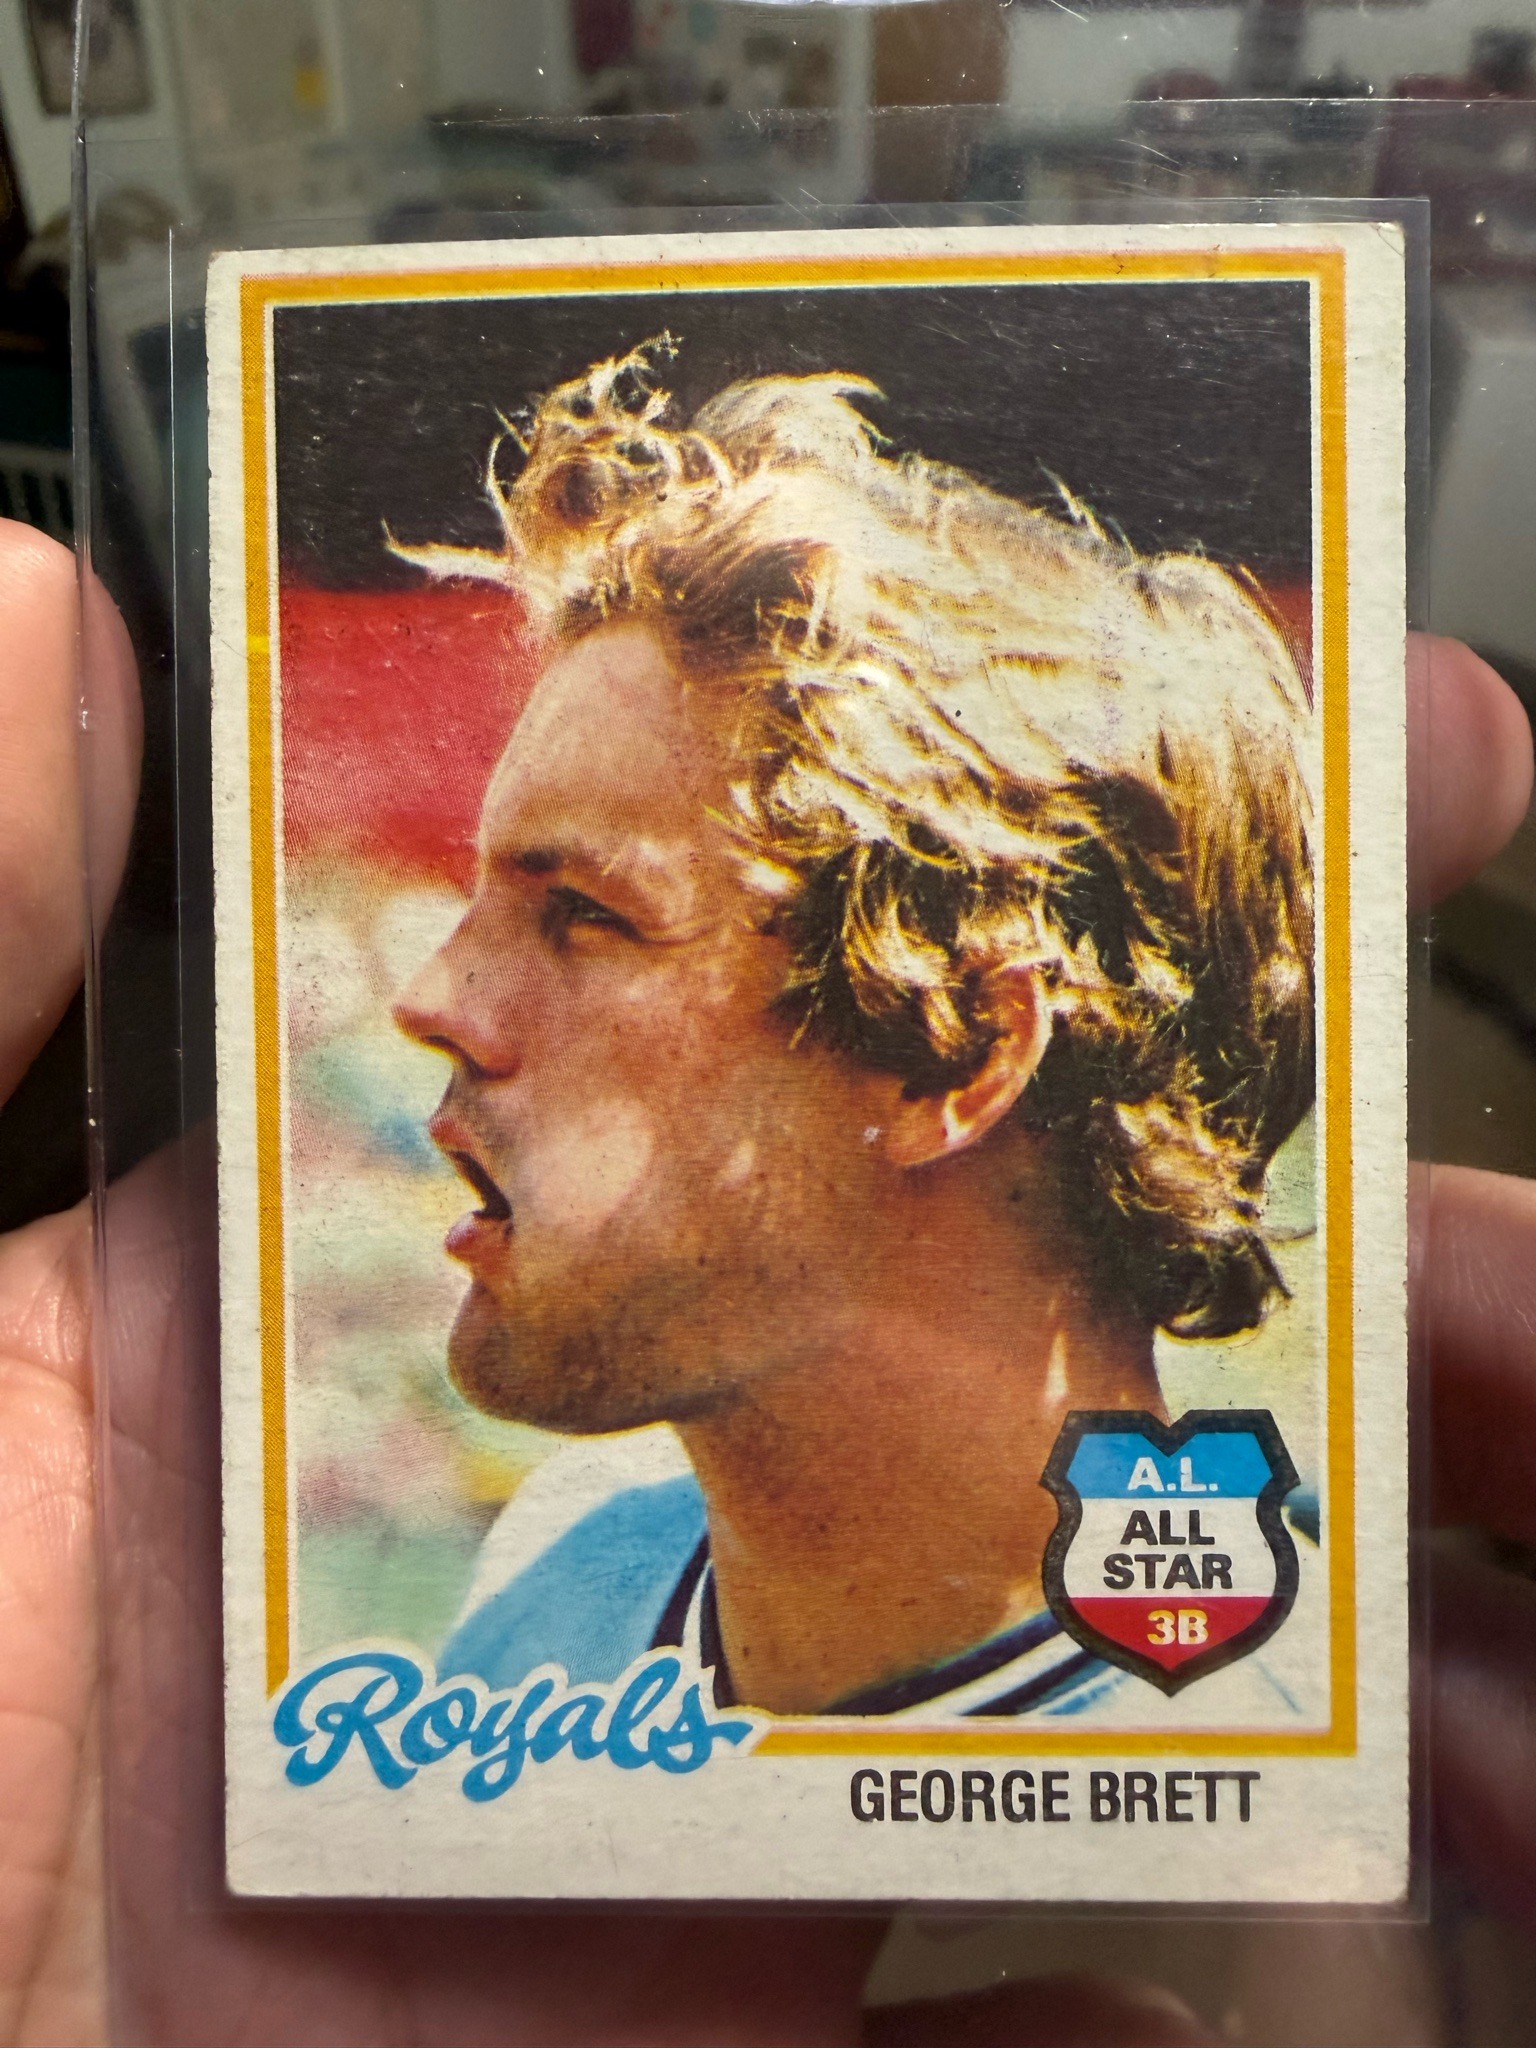 A.L.
ALL
STAR
3B
Royals
GEORGE BRETT